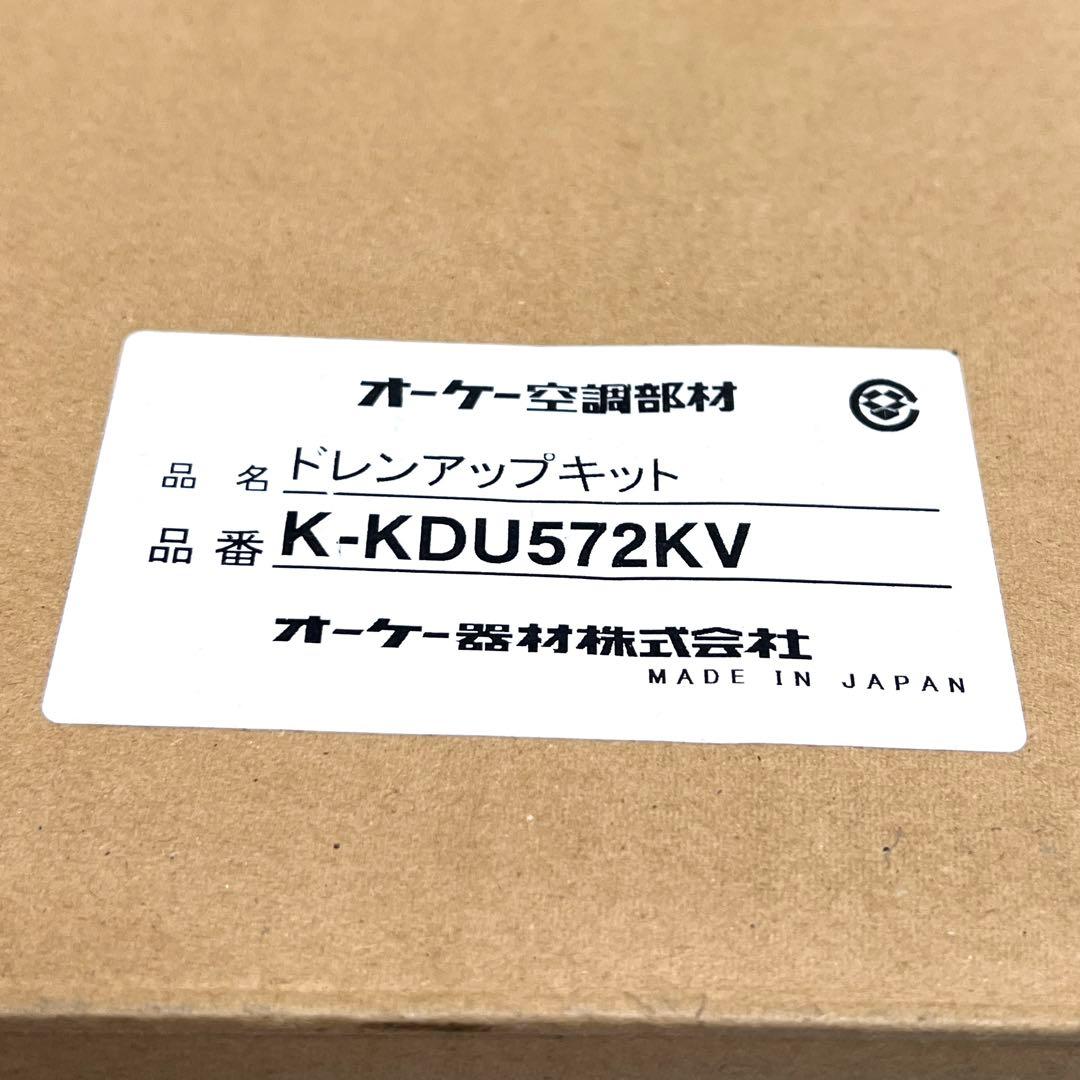 オーケー空調部材
品 名 ドレンアップキット
品番 K-KDU572KV
オーケー器材株式会社
MADE IN JAPAN